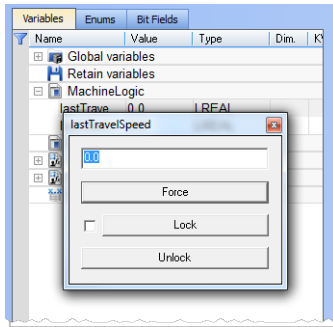 Variables Enums Bit Fields
Name Value Type Dim.
Global variables
Retain variables
MachineLogic
lastTrave 0.0 LREAL
lastTravelSpeed
0.0
Force
Lock
Unlock